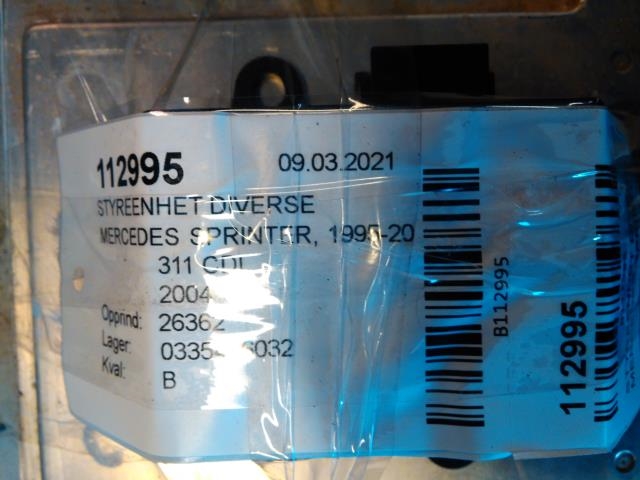 112995 09.03.2021
STYREENHET DIVERSE
MERCEDES SPRINTER, 1995-20
311 CDI
2004
Opprind: 26362
Lager:
Kval: B
B112995
112995